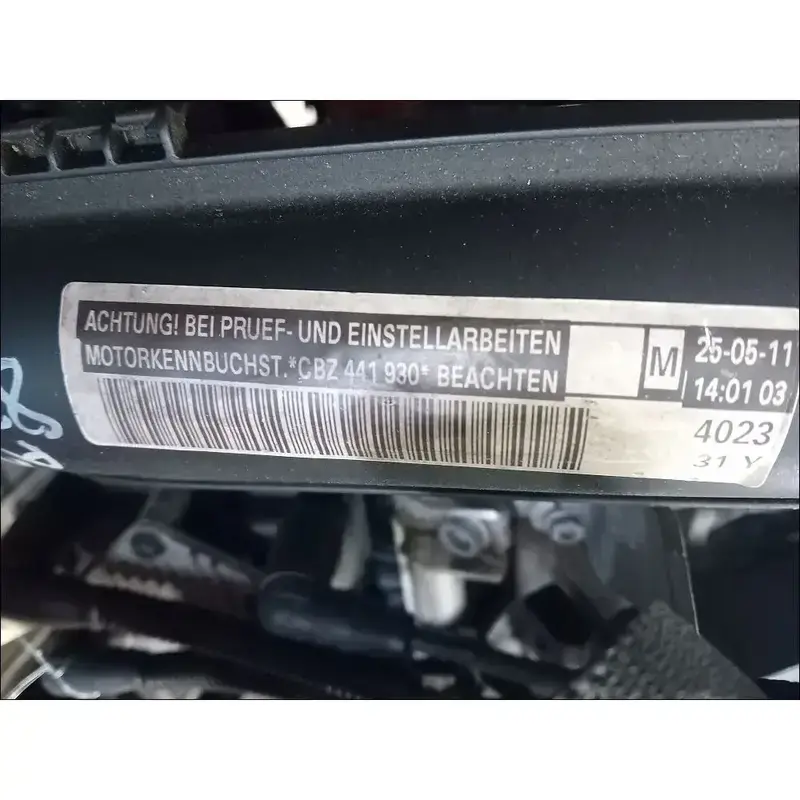 ACHTUNG! BEI PRUEF- UND EINSTELLARBEITEN
MOTORKENNBUCHST.*CBZ 441 930* BEACHTEN
M
25-05-11
14:01 03
4023
31 Y